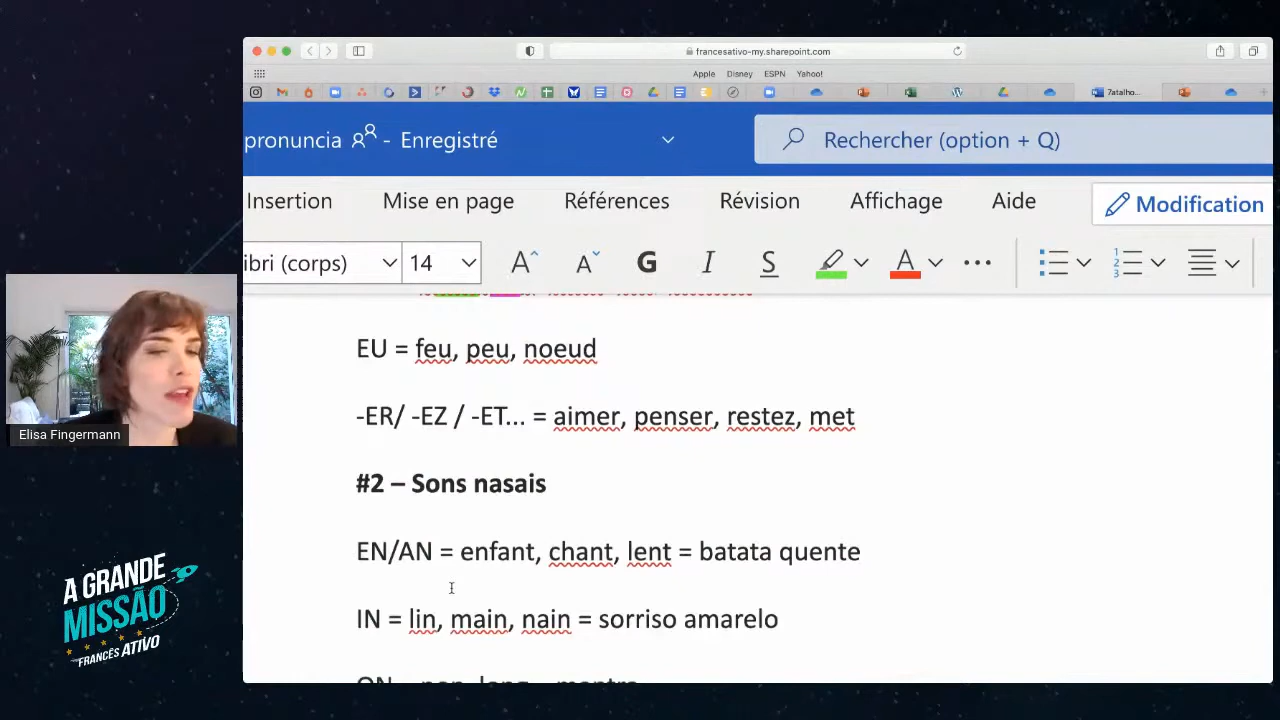 francesativo-my.sharepoint.com
Apple Disney ESPN Yahoo!
7atalho...
pronuncia - Enregistré
Rechercher (option + Q)
Insertion Mise en page Références Révision Affichage Aide Modification
ibri (corps) 14 A A G I S A
EU = feu, peu, noeud
-ER/ -EZ / -ET... = aimer, penser, restez, met
#2 – Sons nasais
EN/AN = enfant, chant, lent = batata quente
IN = lin, main, nain = sorriso amarelo
Elisa Fingermann
A GRANDE
MISSÃO
FRANCÊS ATIVO